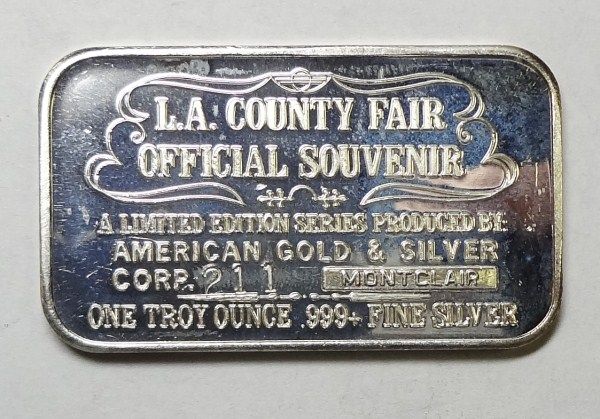 L.A. COUNTY FAIR
OFFICIAL SOUVENIR
A LIMITED EDITION SERIES PRODUCED BY:
AMERICAN GOLD & SILVER
CORP. 211 MONTCLAIR
ONE TROY OUNCE .999+ FINE SILVER